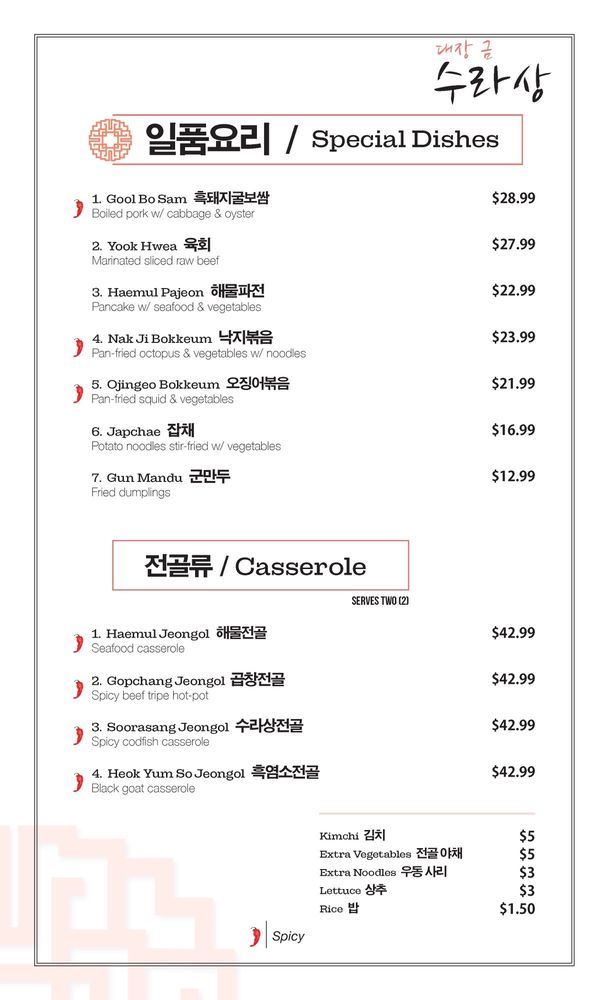 대장 금
수라상
일품요리 / Special Dishes
1. Gool Bo Sam 흑돼지굴보쌈 $28.99
Boiled pork w/ cabbage & oyster
2. Yook Hwea 육회 $27.99
Marinated sliced raw beef
3. Haemul Pajeon 해물파전 $22.99
Pancake w/ seafood & vegetables
4. Nak Ji Bokkeum 낙지볶음 $23.99
Pan-fried octopus & vegetables w/ noodles
5. Ojingeo Bokkeum 오징어볶음 $21.99
Pan-fried squid & vegetables
6. Japchae 잡채 $16.99
Potato noodles stir-fried w/ vegetables
7. Gun Mandu 군만두 $12.99
Fried dumplings
전골류 / Casserole
SERVES TWO (2)
1. Haemul Jeongol 해물전골 $42.99
Seafood casserole
2. Gopchang Jeongol 곱창전골 $42.99
Spicy beef tripe hot-pot
3. Soorasang Jeongol 수라상전골 $42.99
Spicy codfish casserole
4. Heok Yum So Jeongol 흑염소전골 $42.99
Black goat casserole
Kimchi 김치 $5
Extra Vegetables 전골 야채 $5
Extra Noodles 우동 사리 $3
Lettuce 상추 $3
Rice 밥 $1.50
Spicy